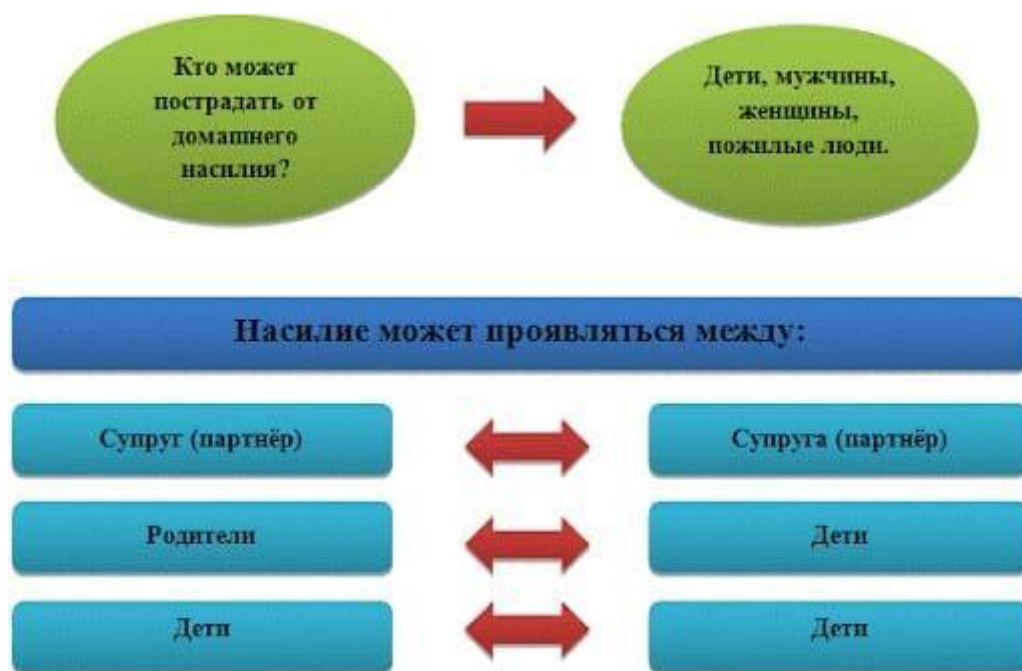 Кто может
пострадать от
домашнего
насилия?
Дети, мужчины,
женщины,
пожилые люди.
Насилие может проявляться между:
Супруг (партнёр)
Супруга (партнёр)
Родители
Дети
Дети
Дети